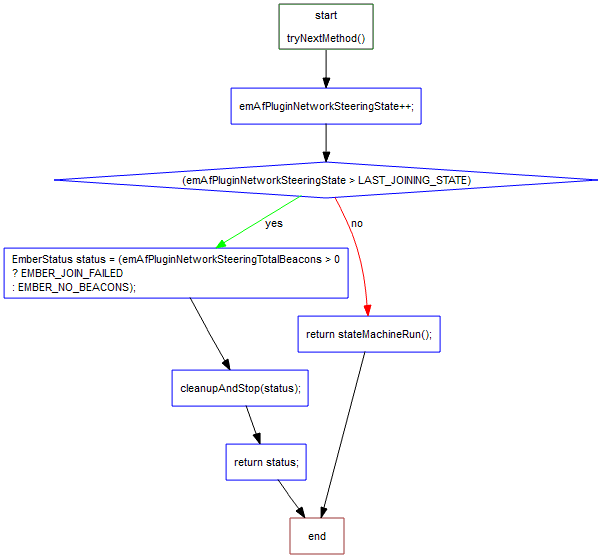 start
tryNextMethod()
emAfPluginNetworkSteeringState++;
(emAfPluginNetworkSteeringState > LAST_JOINING_STATE)
yes
no
EmberStatus status = (emAfPluginNetworkSteeringTotalBeacons > 0
? EMBER_JOIN_FAILED
: EMBER_NO_BEACONS);
return stateMachineRun();
cleanupAndStop(status);
return status;
end